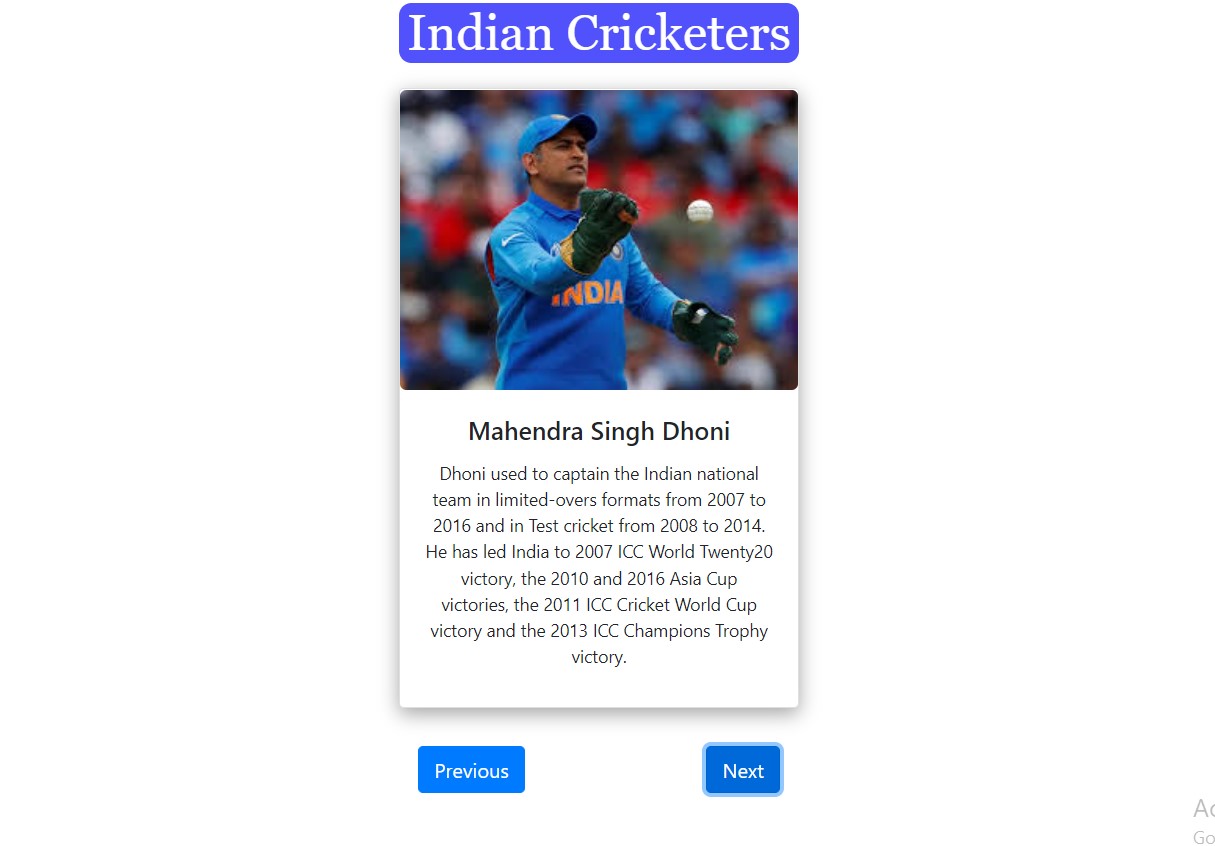 Indian Cricketers
INDIA
Mahendra Singh Dhoni
Dhoni used to captain the Indian national
team in limited-overs formats from 2007 to
2016 and in Test cricket from 2008 to 2014.
He has led India to 2007 ICC World Twenty20
victory, the 2010 and 2016 Asia Cup
victories, the 2011 ICC Cricket World Cup
victory and the 2013 ICC Champions Trophy
victory.
Previous
Next